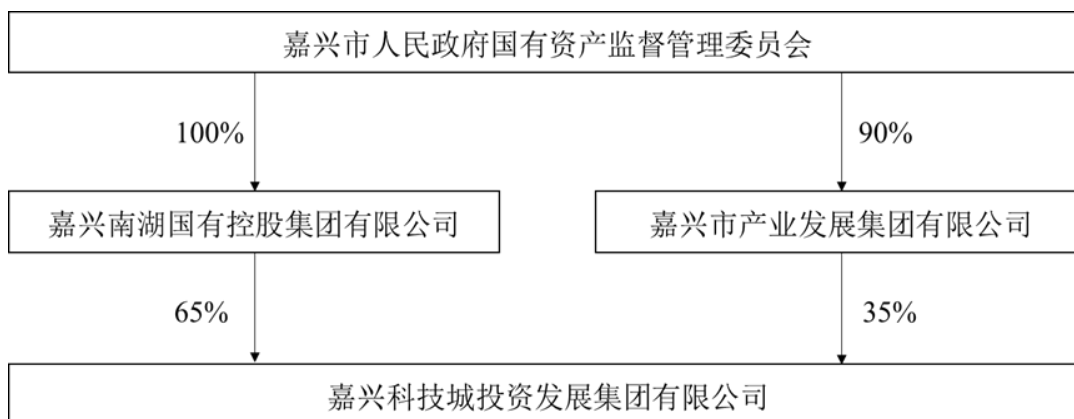 嘉兴市人民政府国有资产监督管理委员会
100%
90%
嘉兴南湖国有控股集团有限公司
嘉兴市产业发展集团有限公司
65%
35%
嘉兴科技城投资发展集团有限公司